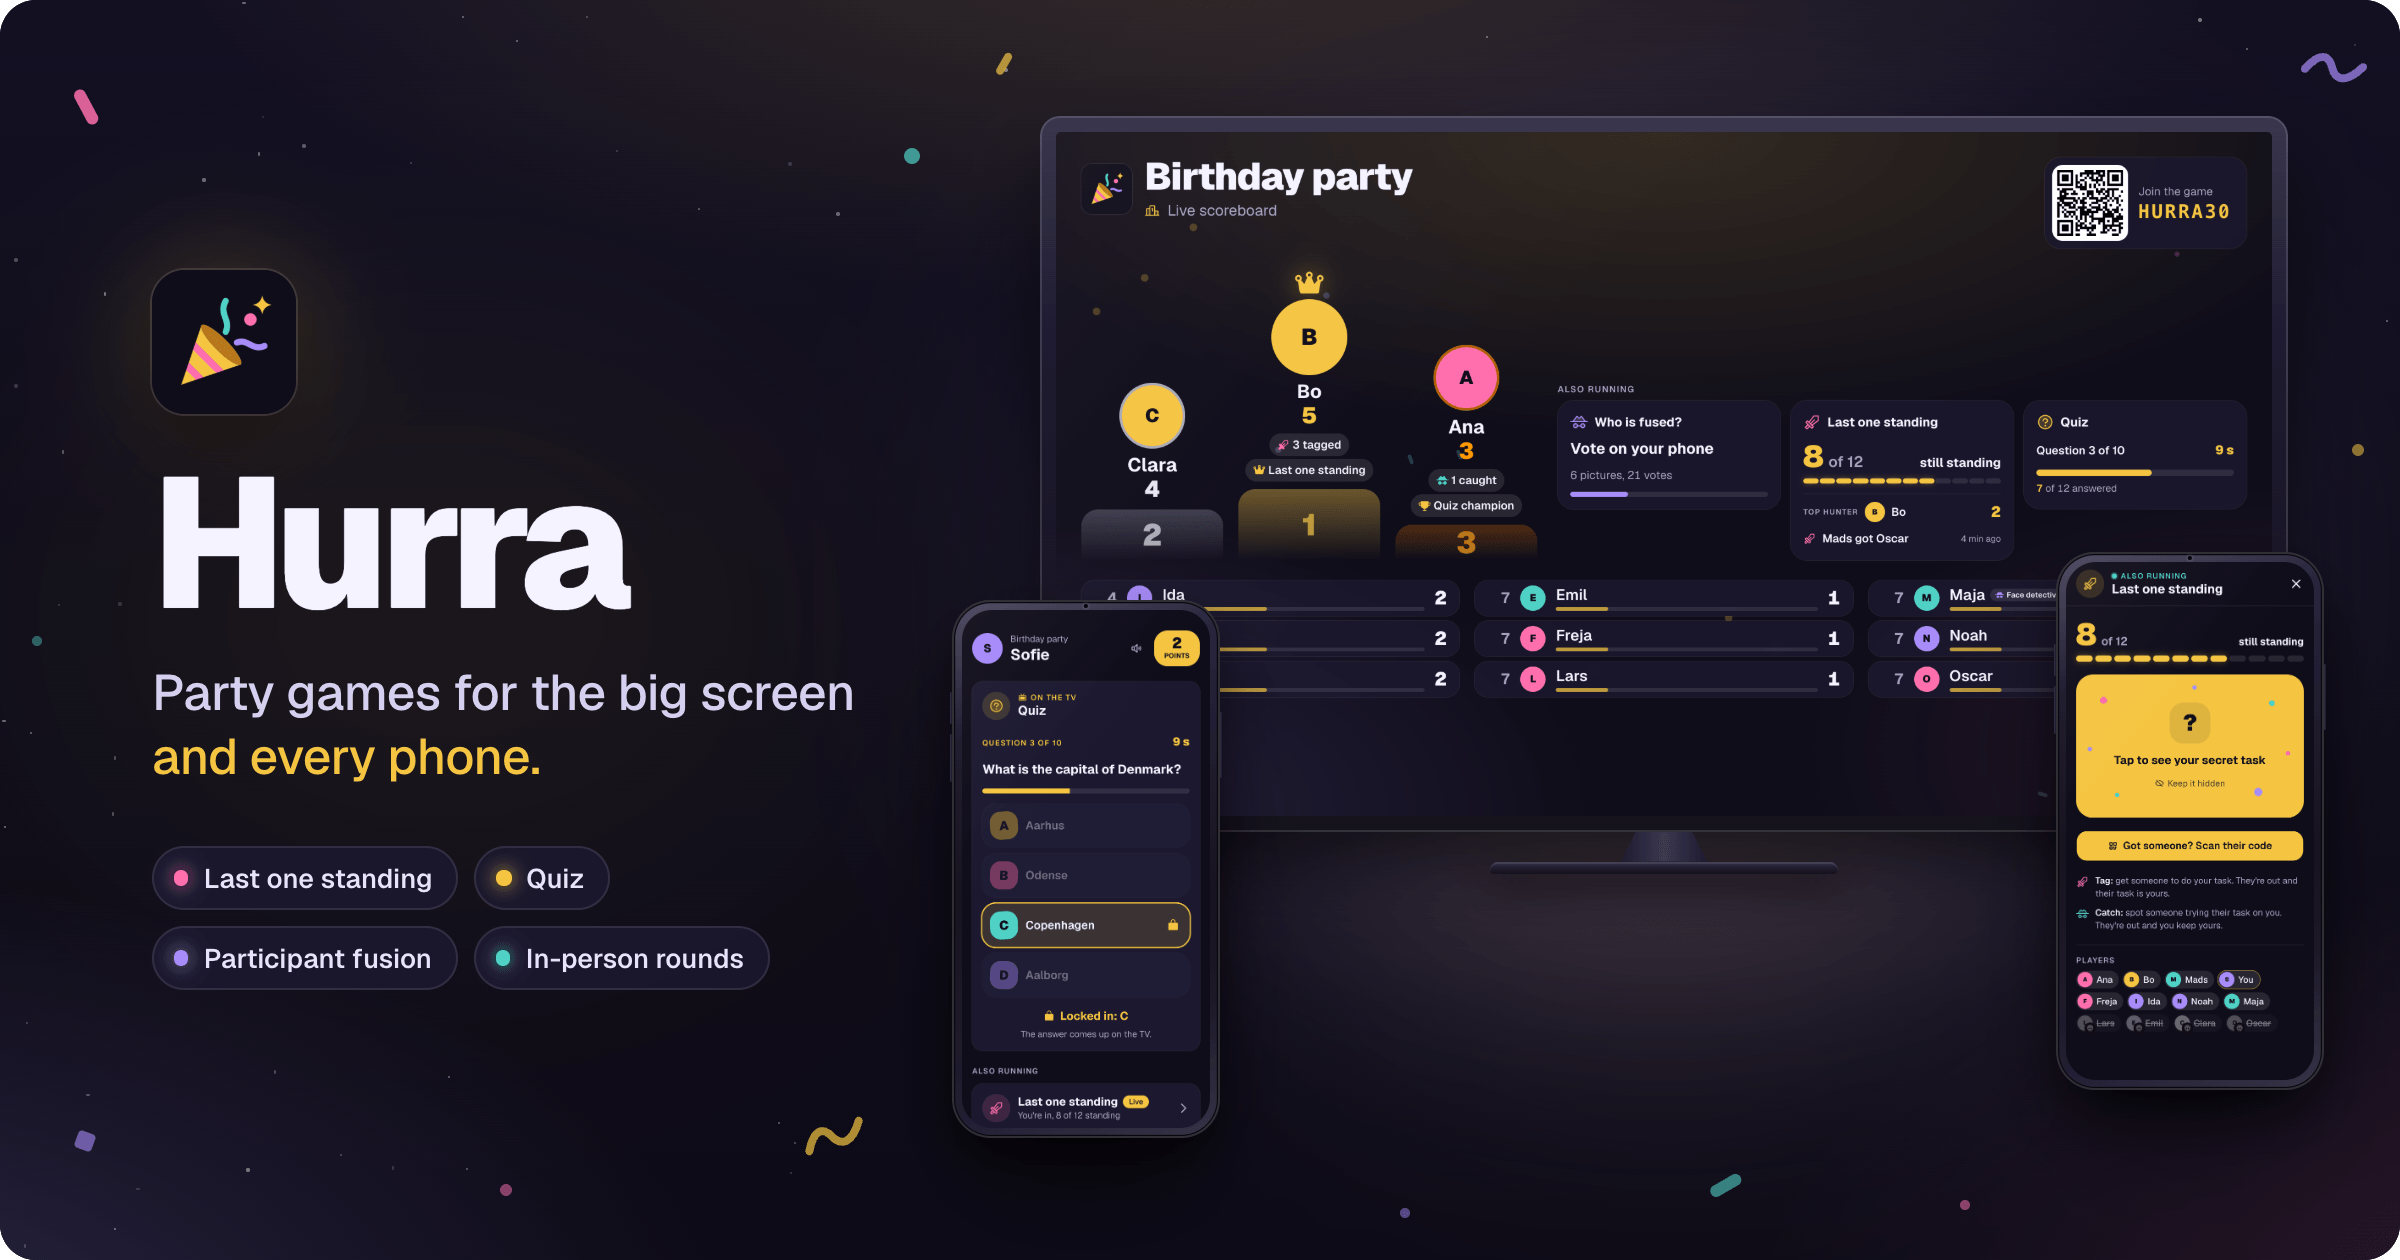 Hurra
Party games for the big screen
and every phone.
Last one standing
Quiz
Participant fusion
In-person rounds
Birthday party
Live scoreboard
Join the game
HURRA30
C
Clara
4
2
B
Bo
5
3 tagged
Last one standing
1
A
Ana
3
1 caught
Quiz champion
3
ALSO RUNNING
Who is fused?
Vote on your phone
6 pictures, 21 votes
Last one standing
8 of 12 still standing
TOP HUNTER B Bo 2
Mads got Oscar 4 min ago
Quiz
Question 3 of 10 9 s
7 of 12 answered
4 I Ida 2
2
2
7 E Emil 1
7 F Freja 1
7 L Lars 1
7 M Maja Face detectiv
7 N Noah
7 O Oscar
S
Birthday party
Sofie
2
POINTS
ON THE TV
Quiz
QUESTION 3 OF 10 9 s
What is the capital of Denmark?
A Aarhus
B Odense
C Copenhagen
D Aalborg
Locked in: C
The answer comes up on the TV.
ALSO RUNNING
Last one standing Live
You're in, 8 of 12 standing
ALSO RUNNING
Last one standing
8 of 12 still standing
?
Tap to see your secret task
Keep it hidden
Got someone? Scan their code
Tag: get someone to do your task. They're out and
their task is yours.
Catch: spot someone trying their task on you.
They're out and you keep yours.
PLAYERS
A Ana B Bo M Mads S You
F Freja I Ida N Noah M Maja
Lars Emil Clara Oscar